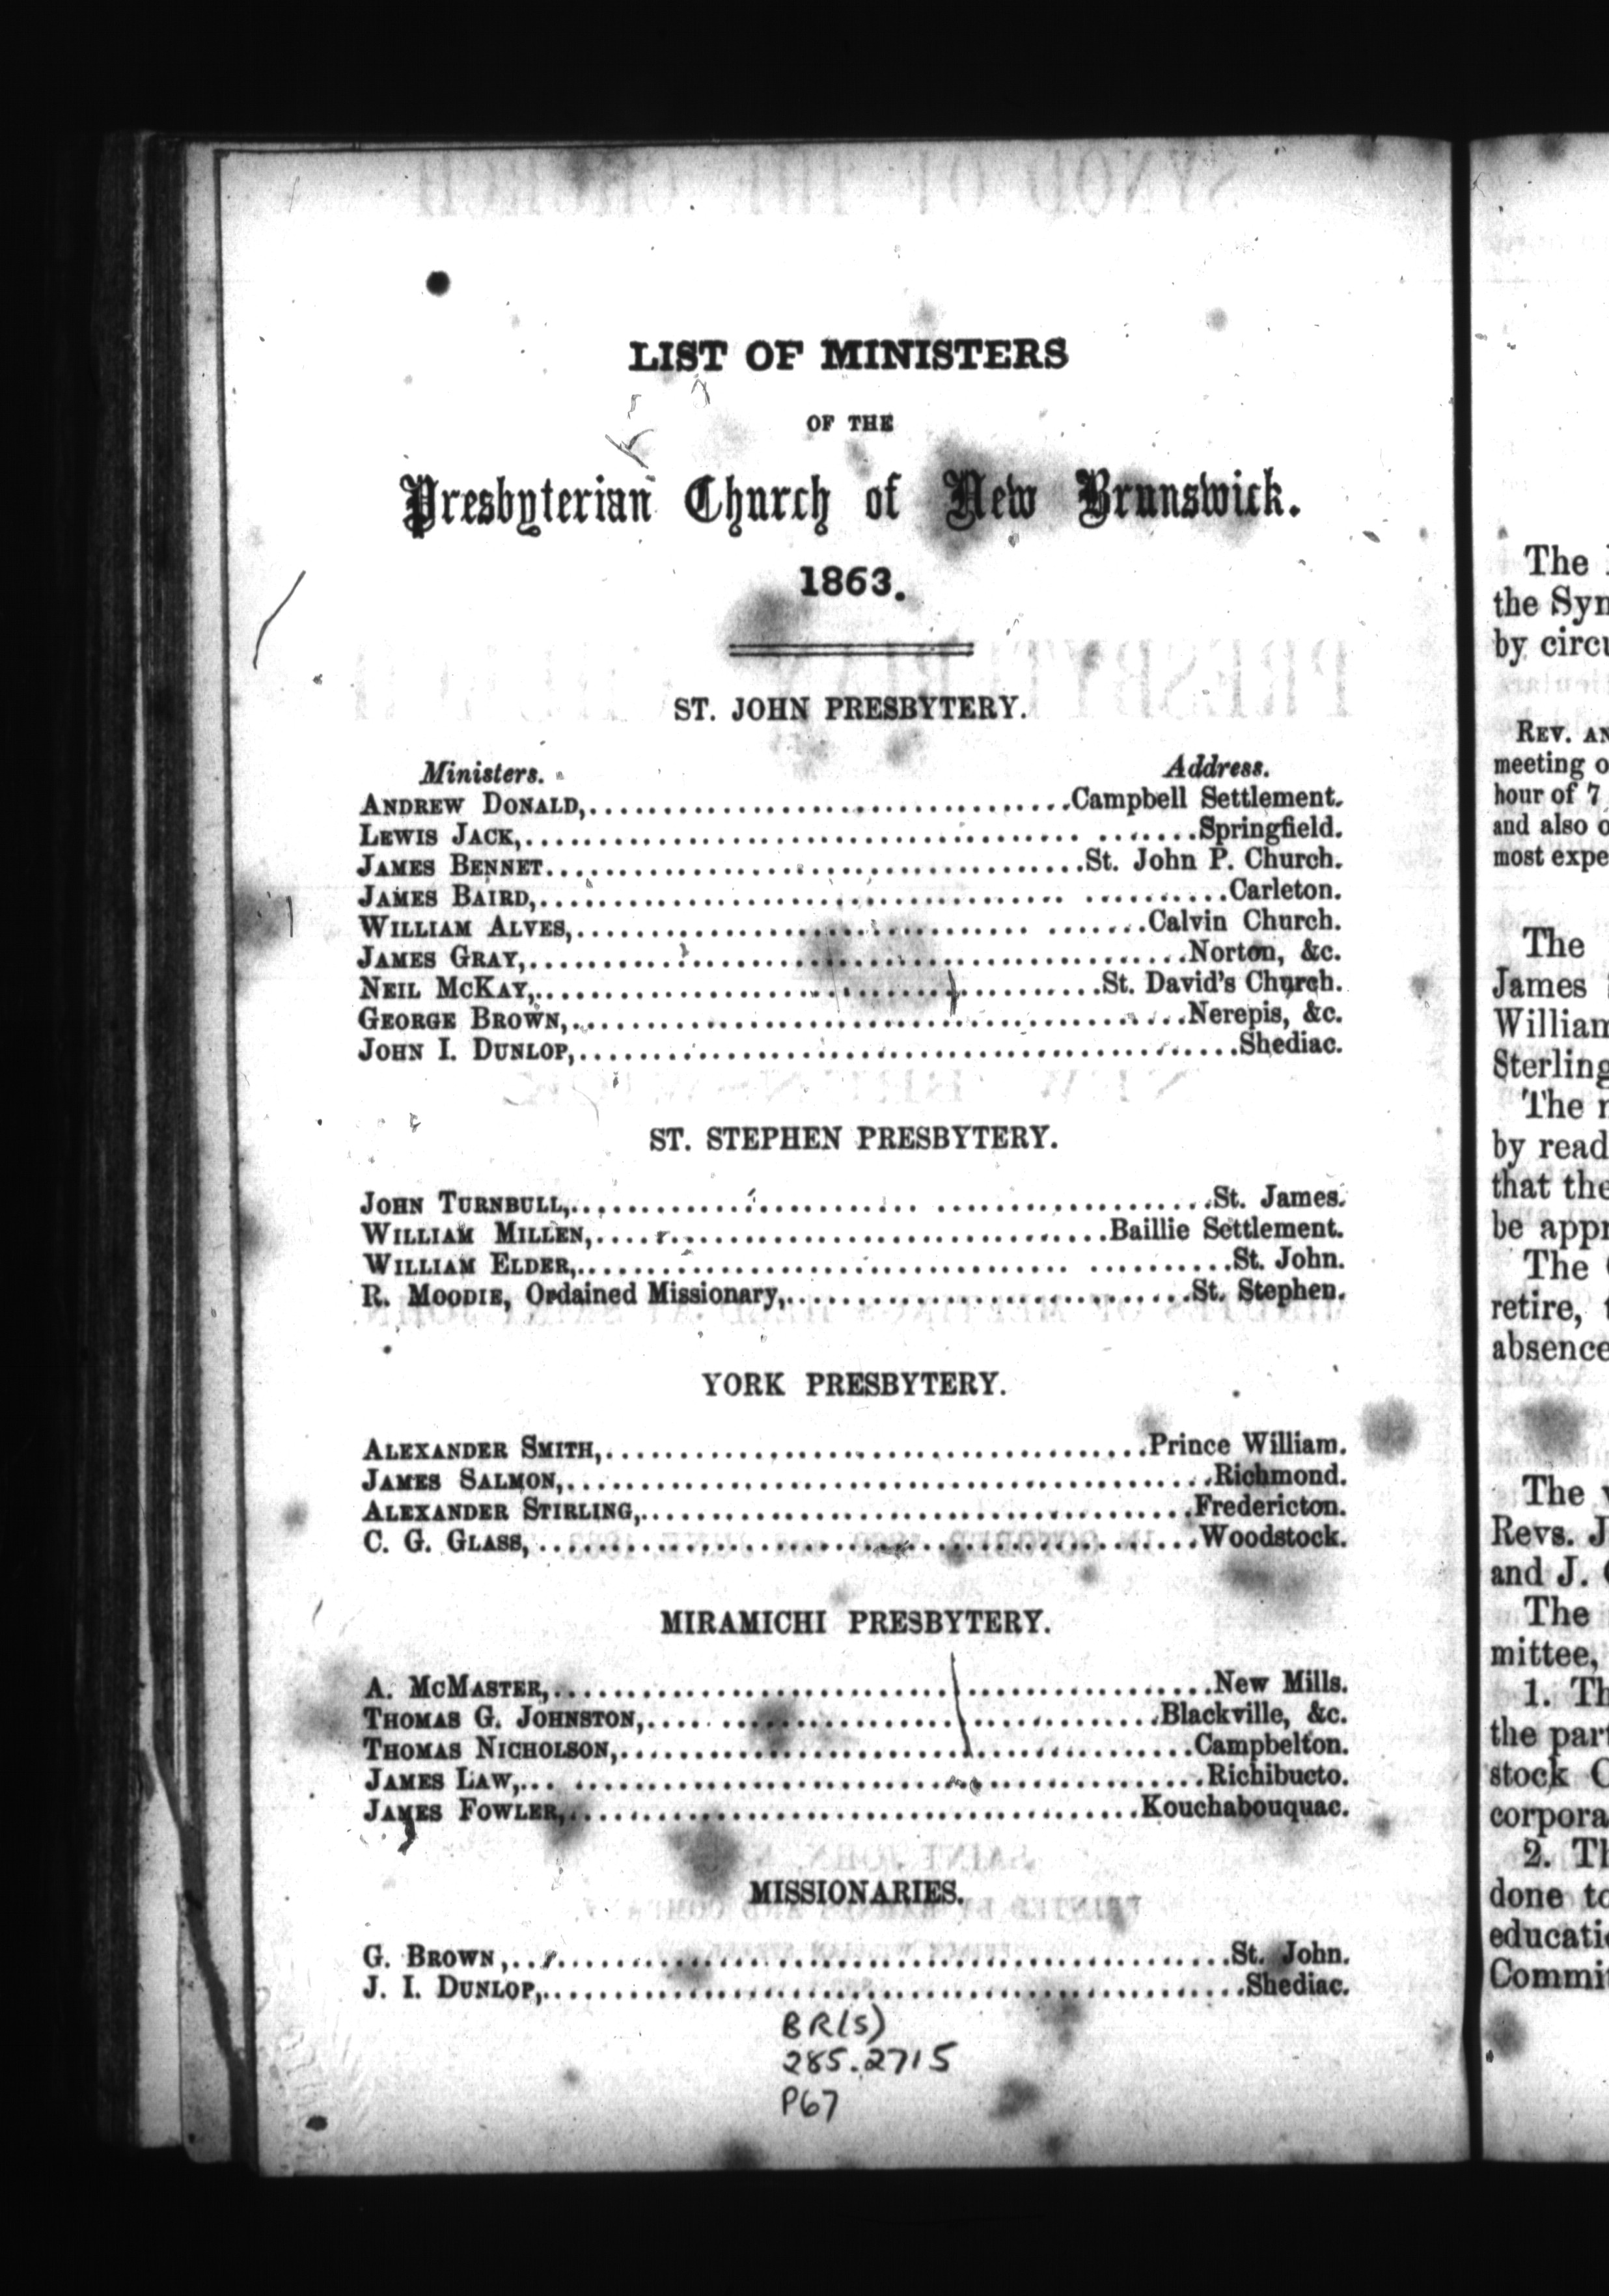 LIST OF MINISTERS
OF THE
Presbyterian Church of New Brunswick.
1863.
ST. JOHN PRESBYTERY.
Ministers. Address.
ANDREW DONALD,........Campbell Settlement.
LEWIS JACK,........Springfield.
JAMES BENNET........St. John P. Church.
JAMES BAIRD,........Carleton.
WILLIAM ALVES,........Calvin Church.
JAMES GRAY,........Norton, &c.
NEIL MCKAY,........St. David's Church.
GEORGE BROWN,........Nerepis, &c.
JOHN I. DUNLOP,........Shediac.
ST. STEPHEN PRESBYTERY.
JOHN TURNBULL,........St. James.
WILLIAM MILLEN,........Baillie Settlement.
WILLIAM ELDER,........St. John.
R. MOODIE, Ordained Missionary,........St. Stephen.
YORK PRESBYTERY.
ALEXANDER SMITH,........Prince William.
JAMES SALMON,........Richmond.
ALEXANDER STIRLING,........Fredericton.
C. G. GLASS,........Woodstock.
MIRAMICHI PRESBYTERY.
A. MCMASTER,........New Mills.
THOMAS G. JOHNSTON,........Blackville, &c.
THOMAS NICHOLSON,........Campbelton.
JAMES LAW,........Richibucto.
JAMES FOWLER,........Kouchabouquac.
MISSIONARIES.
G. BROWN,........St. John.
J. I. DUNLOP,........Shediac.
BR(S)
285.2715
P67
The
the Syn
by circu
REV. AN
meeting o
hour of 7
and also o
most expe
The
James
William
Sterling
The
by read
that the
be appr
The
retire,
absence
The
Revs. J
and J.
The
mittee,
1. Th
the part
stock C
corpora
2. Th
done to
educati
Commit